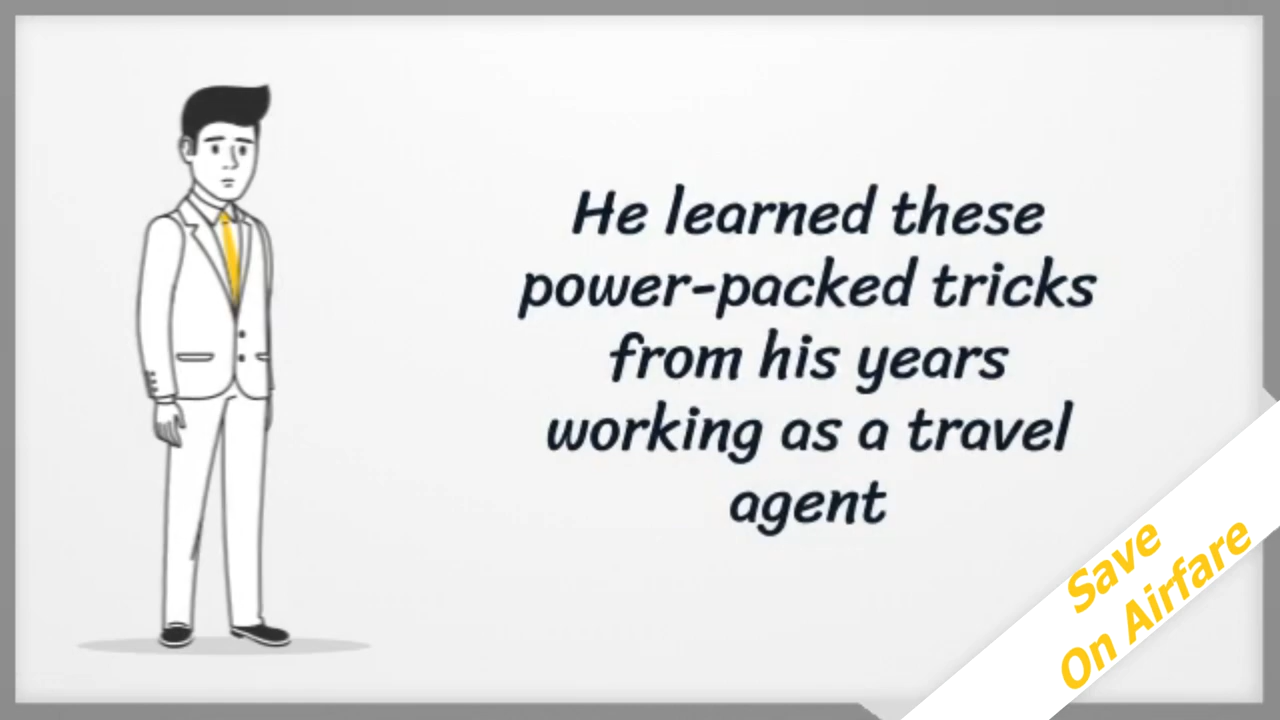 He learned these
power-packed tricks
from his years
working as a travel
agent
Save
On Airfare